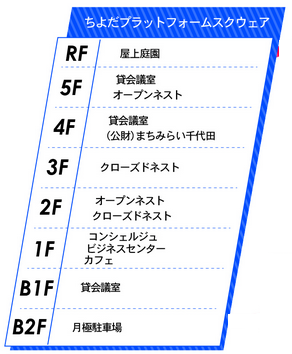 ちよだプラットフォームスクウェア
RF 屋上庭園
5F 貸会議室
オープンネスト
4F 貸会議室
(公財)まちみらい千代田
3F クローズドネスト
2F オープンネスト
クローズドネスト
1F コンシェルジュ
ビジネスセンター
カフェ
B1F 貸会議室
B2F 月極駐車場